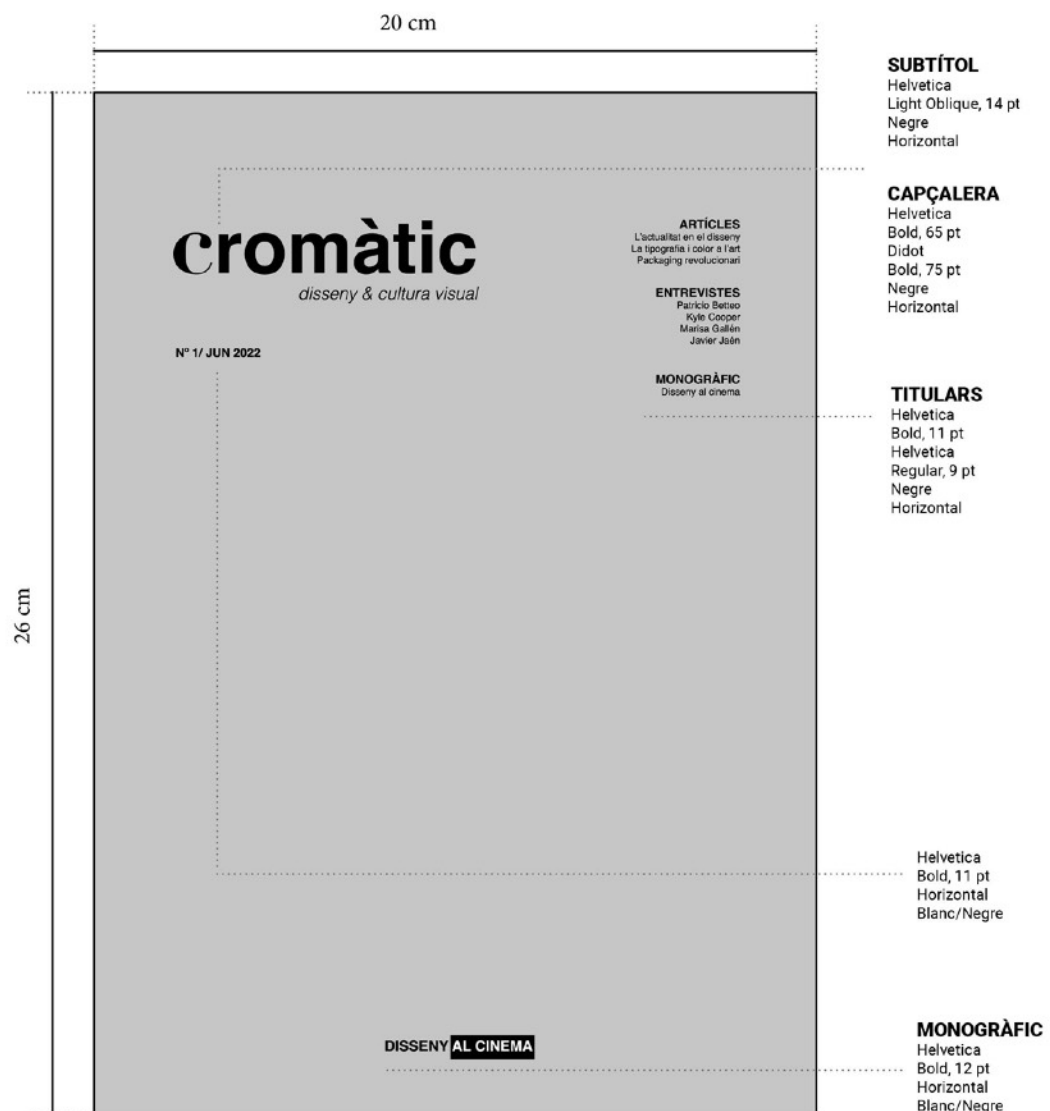 20 cm
26 cm
cromàtic
disseny & cultura visual
Nº 1/ JUN 2022
ARTÍCLES
L'actualitat en el disseny
La tipografia i color a l'art
Packaging revolucionari
ENTREVISTES
Patricio Betteo
Kyle Cooper
Marisa Gallén
Javier Jaén
MONOGRÀFIC
Disseny al cinema
DISSENY AL CINEMA
SUBTÍTOL
Helvetica
Light Oblique, 14 pt
Negre
Horizontal
CAPÇALERA
Helvetica
Bold, 65 pt
Didot
Bold, 75 pt
Negre
Horizontal
TITULARS
Helvetica
Bold, 11 pt
Helvetica
Regular, 9 pt
Negre
Horizontal
Helvetica
Bold, 11 pt
Horizontal
Blanc/Negre
MONOGRÀFIC
Helvetica
Bold, 12 pt
Horizontal
Blanc/Negre